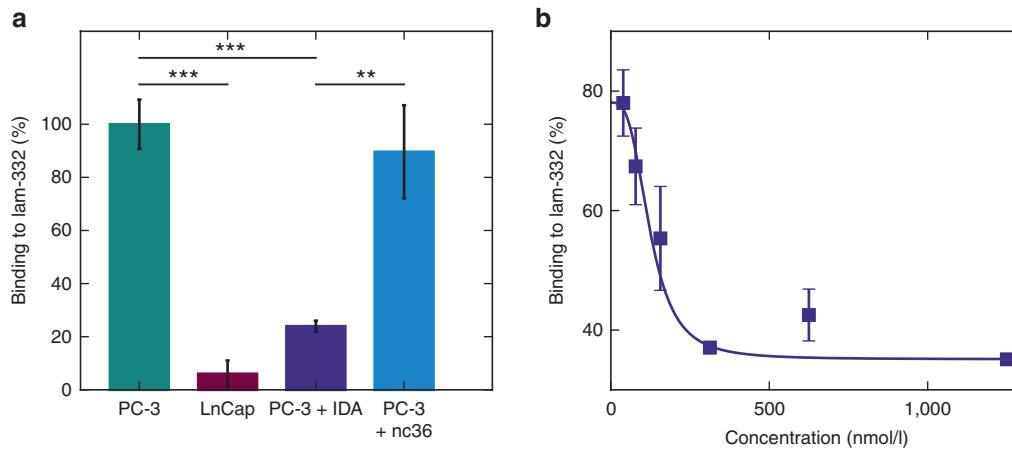 a
Binding to lam-332 (%)
100
80
60
40
20
0
***
***
**
PC-3
LnCap
PC-3 + IDA
PC-3
+ nc36
b
Binding to lam-332 (%)
80
60
40
0
500
1,000
Concentration (nmol/l)